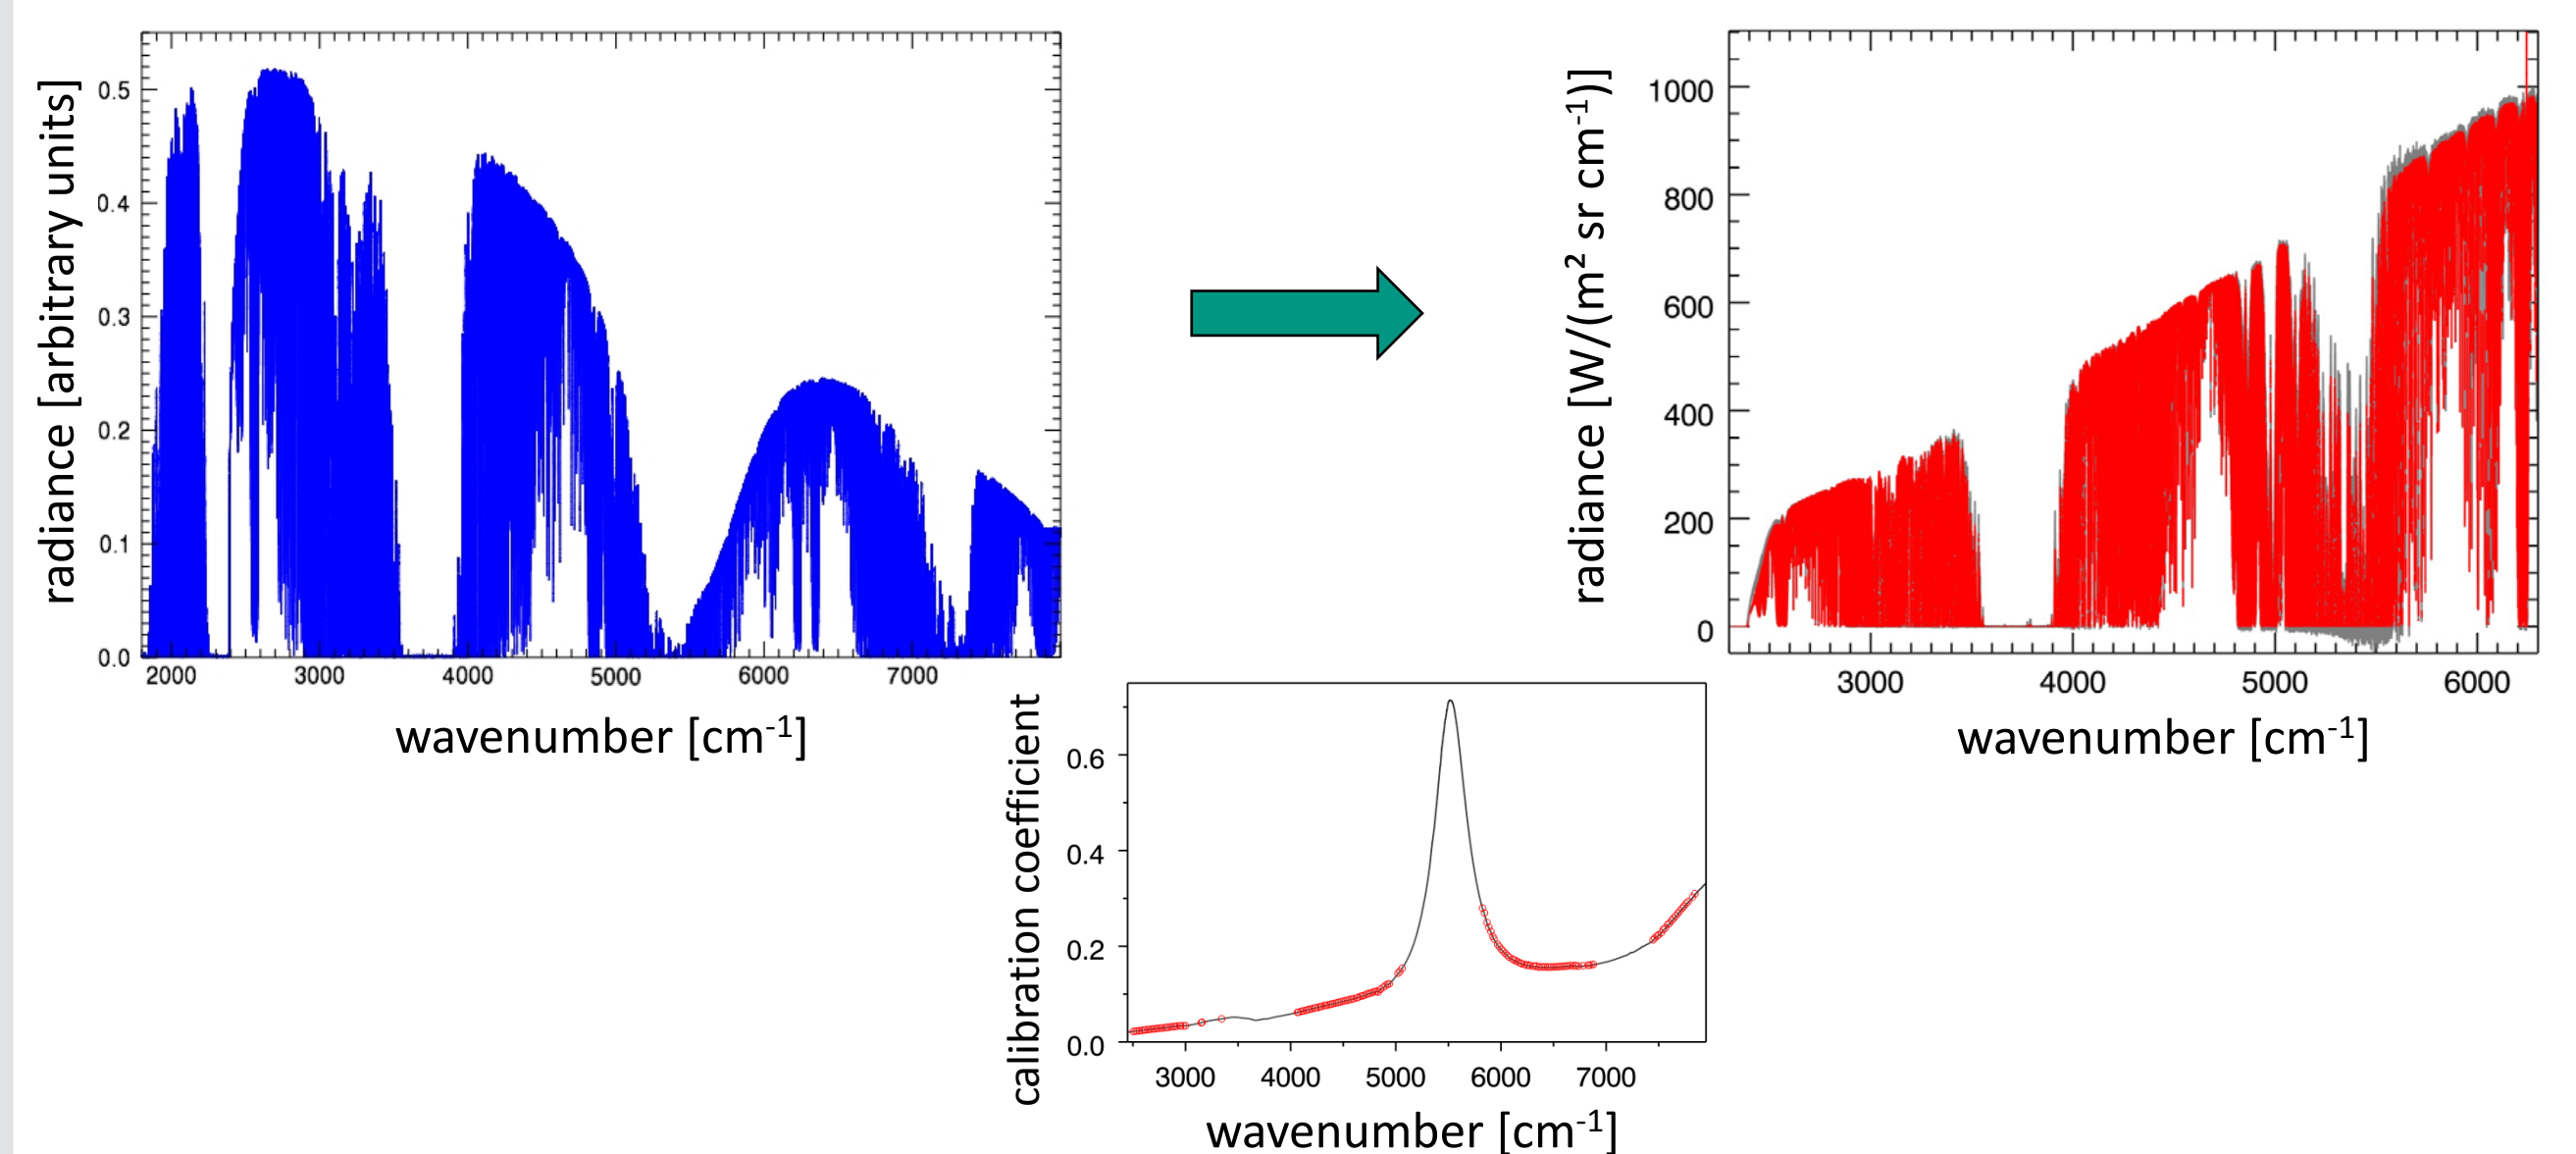 radiance [arbitrary units]
0.5
0.4
0.3
0.2
0.1
0.0
2000 3000 4000 5000 6000 7000
wavenumber [cm-1]
radiance [W/(m² sr cm-1)]
1000
800
600
400
200
0
3000 4000 5000 6000
wavenumber [cm-1]
calibration coefficient
0.6
0.4
0.2
0.0
3000 4000 5000 6000 7000
wavenumber [cm-1]